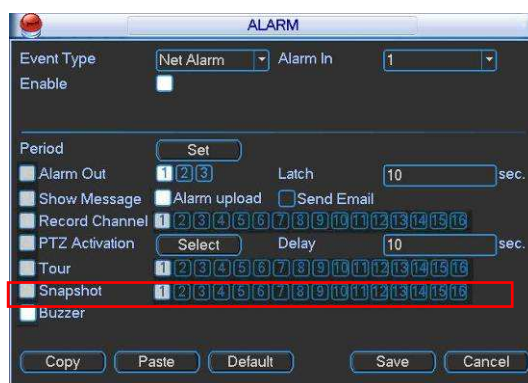 ALARM
Event Type Net Alarm Alarm In 1
Enable
Period Set
Alarm Out 1 2 3 Latch 10 sec.
Show Message Alarm upload Send Email
Record Channel 1 2 3 4 5 6 7 8 9 10 11 12 13 14 15 16
PTZ Activation Select Delay 10 sec.
Tour 1 2 3 4 5 6 7 8 9 10 11 12 13 14 15 16
Snapshot 1 2 3 4 5 6 7 8 9 10 11 12 13 14 15 16
Buzzer
Copy Paste Default Save Cancel